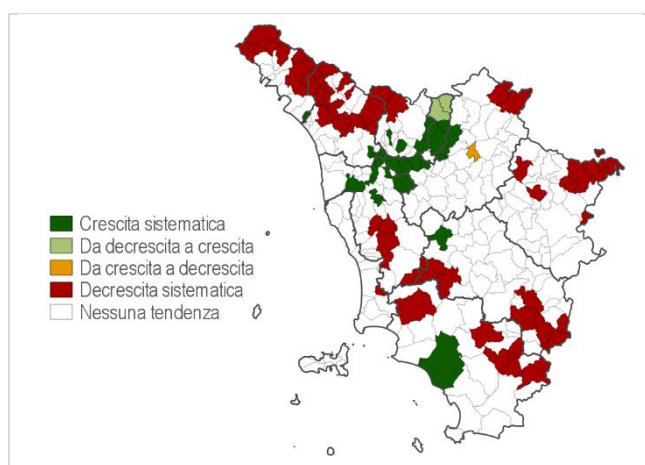 Crescita sistematica
Da decrescita a crescita
Da crescita a decrescita
Decrescita sistematica
Nessuna tendenza